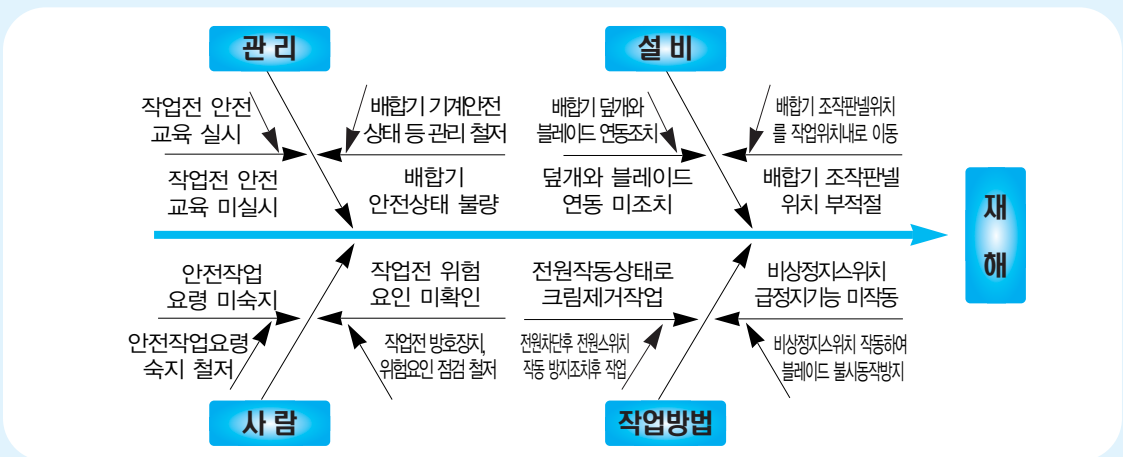 관 리
설 비
작업전 안전
교육 실시
배합기 기계안전
상태 등 관리 철저
배합기 덮개와
블레이드 연동조치
배합기 조작판넬위치
를 작업위치내로 이동
작업전 안전
교육 미실시
배합기
안전상태 불량
덮개와 블레이드
연동 미조치
배합기 조작판넬
위치 부적절
재
해
안전작업
요령 미숙지
작업전 위험
요인 미확인
전원작동상태로
크림제거작업
비상정지스위치
급정지기능 미작동
안전작업요령
숙지 철저
작업전 방호장치,
위험요인 점검 철저
전원차단후 전원스위치
작동 방지조치후 작업
비상정지스위치 작동하여
블레이드 불시동작방지
사 람
작업방법